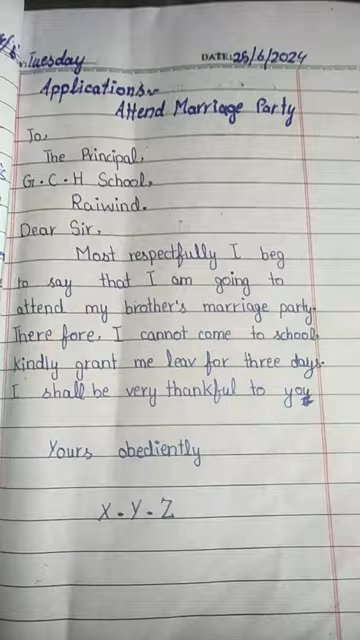 Tuesday DATE: 25/6/2024
Applications
Attend Marriage Party
To,
The Principal,
G.C.H School,
Raiwind.
Dear Sir,
Most respectfully I beg
to say that I am going to
attend my brother's marriage party.
There fore, I cannot come to school.
Kindly grant me leav for three days.
I shall be very thankful to you
Yours obediently
X.Y.Z